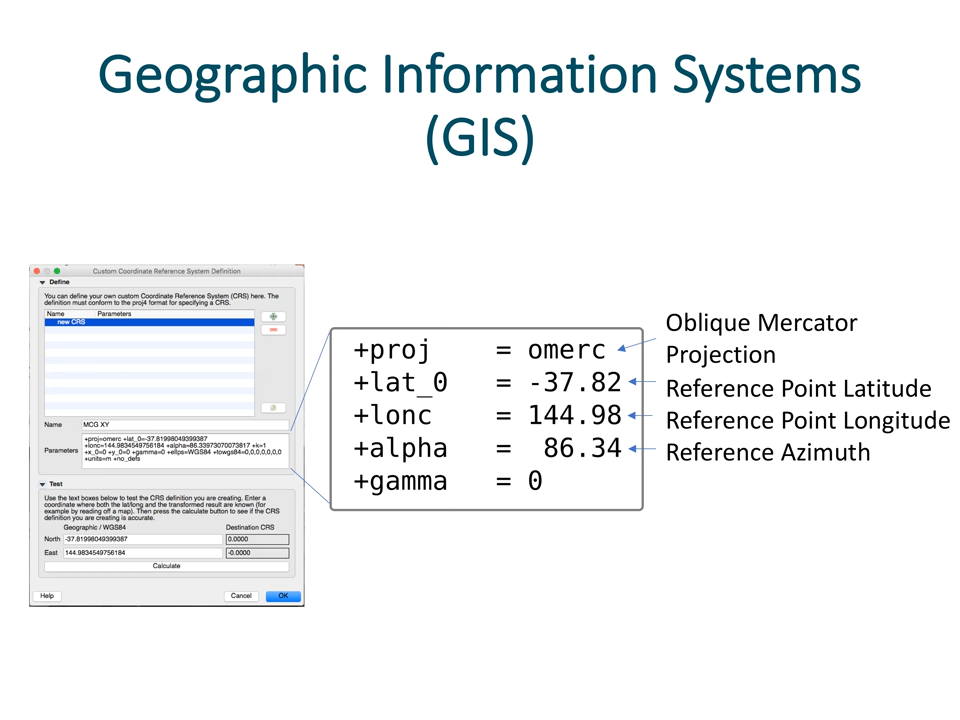 Geographic Information Systems
(GIS)
Custom Coordinate Reference System Definition
Define
You can define your own custom Coordinate Reference System (CRS) here. The
definition must conform to the proj4 format for specifying a CRS.
Name Parameters
new CRS
Name MCG XY
Parameters
+proj=omerc +lat_0=-37.81998049399387
+lonc=144.9834549756184 +alpha=86.33973070073817 +k=1
+x_0=0 +y_0=0 +gamma=0 +ellps=WGS84 +towgs84=0,0,0,0,0,0,0
+units=m +no_defs
Test
Use the text boxes below to test the CRS definition you are creating. Enter a
coordinate where both the lat/long and the transformed result are known (for
example by reading off a map). Then press the calculate button to see if the CRS
definition you are creating is accurate.
Geographic / WGS84 Destination CRS
North -37.81998049399387 0.0000
East 144.9834549756184 -0.0000
Calculate
Help Cancel OK
+proj = omerc
+lat_0 = -37.82
+lonc = 144.98
+alpha = 86.34
+gamma = 0
Oblique Mercator
Projection
Reference Point Latitude
Reference Point Longitude
Reference Azimuth